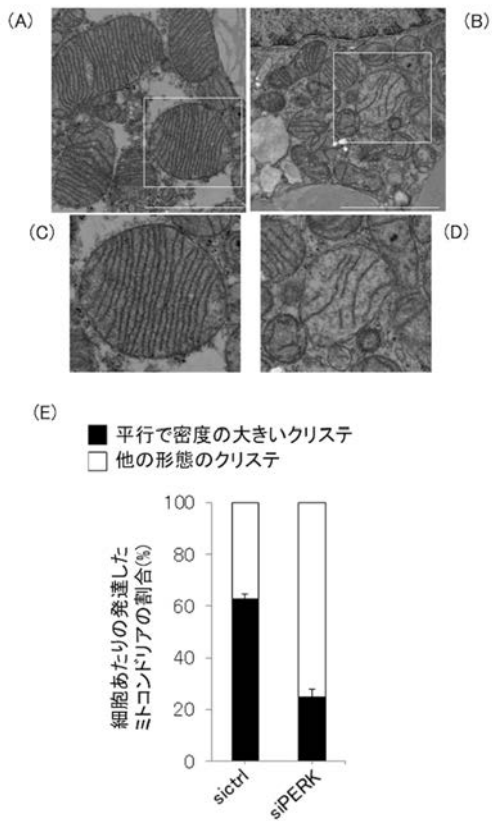 (A)
(B)
(C)
(D)
(E)
平行で密度の大きいクリステ
他の形態のクリステ
細胞あたりの発達した
ミトコンドリアの割合(%)
100
80
60
40
20
0
sictrl
siPERK